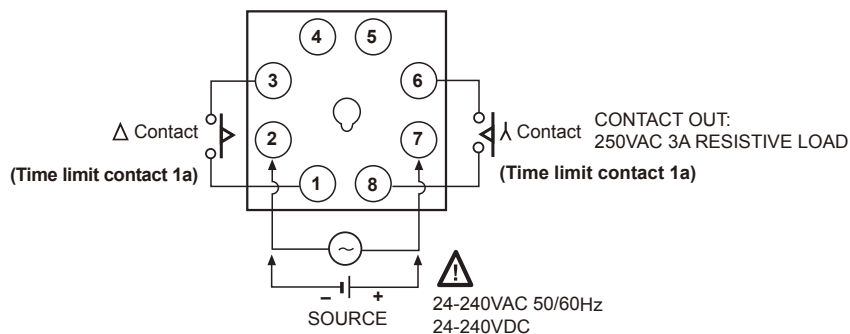 4 5
3 6
Δ Contact
2 7
⅄ Contact
CONTACT OUT:
250VAC 3A RESISTIVE LOAD
(Time limit contact 1a)
1 8
(Time limit contact 1a)
~
− +
SOURCE
!
24-240VAC 50/60Hz
24-240VDC